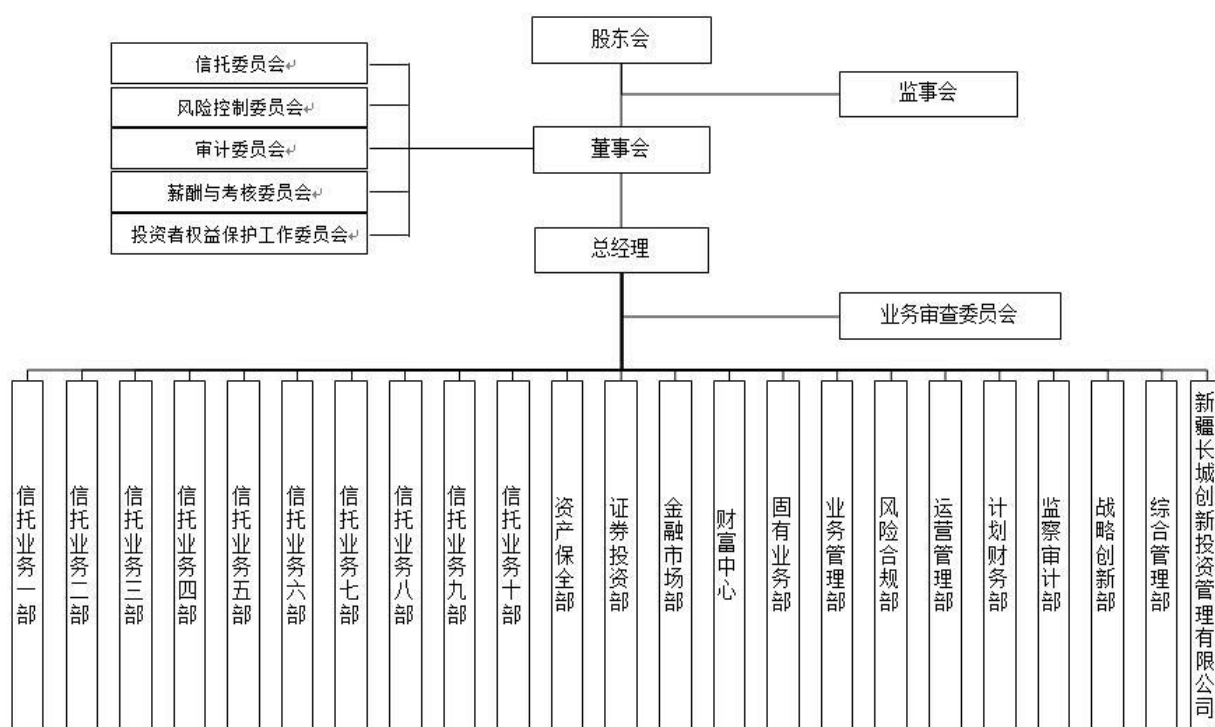 股东会
信托委员会
监事会
风险控制委员会
董事会
审计委员会
薪酬与考核委员会
投资者权益保护工作委员会
总经理
业务审查委员会
信托业务一部
信托业务二部
信托业务三部
信托业务四部
信托业务五部
信托业务六部
信托业务七部
信托业务八部
信托业务九部
信托业务十部
资产保全部
证券投资部
金融市场部
财富中心
固有业务部
业务管理部
风险合规部
运营管理部
计划财务部
监察审计部
战略创新部
综合管理部
新疆长城创新投资管理有限公司